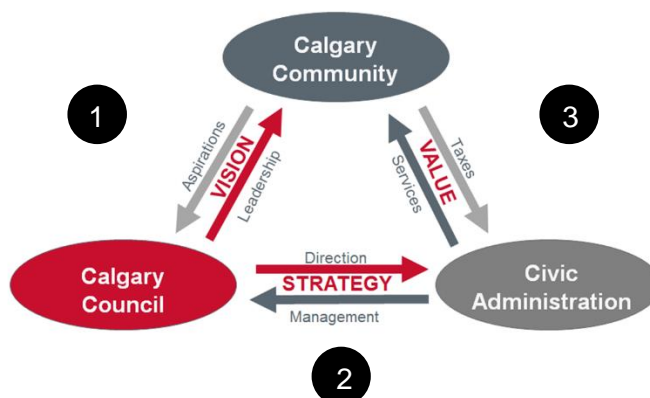 Calgary
Community
1
3
Aspirations
VISION
Leadership
Taxes
VALUE
Services
Calgary
Council
Direction
STRATEGY
Management
Civic
Administration
2